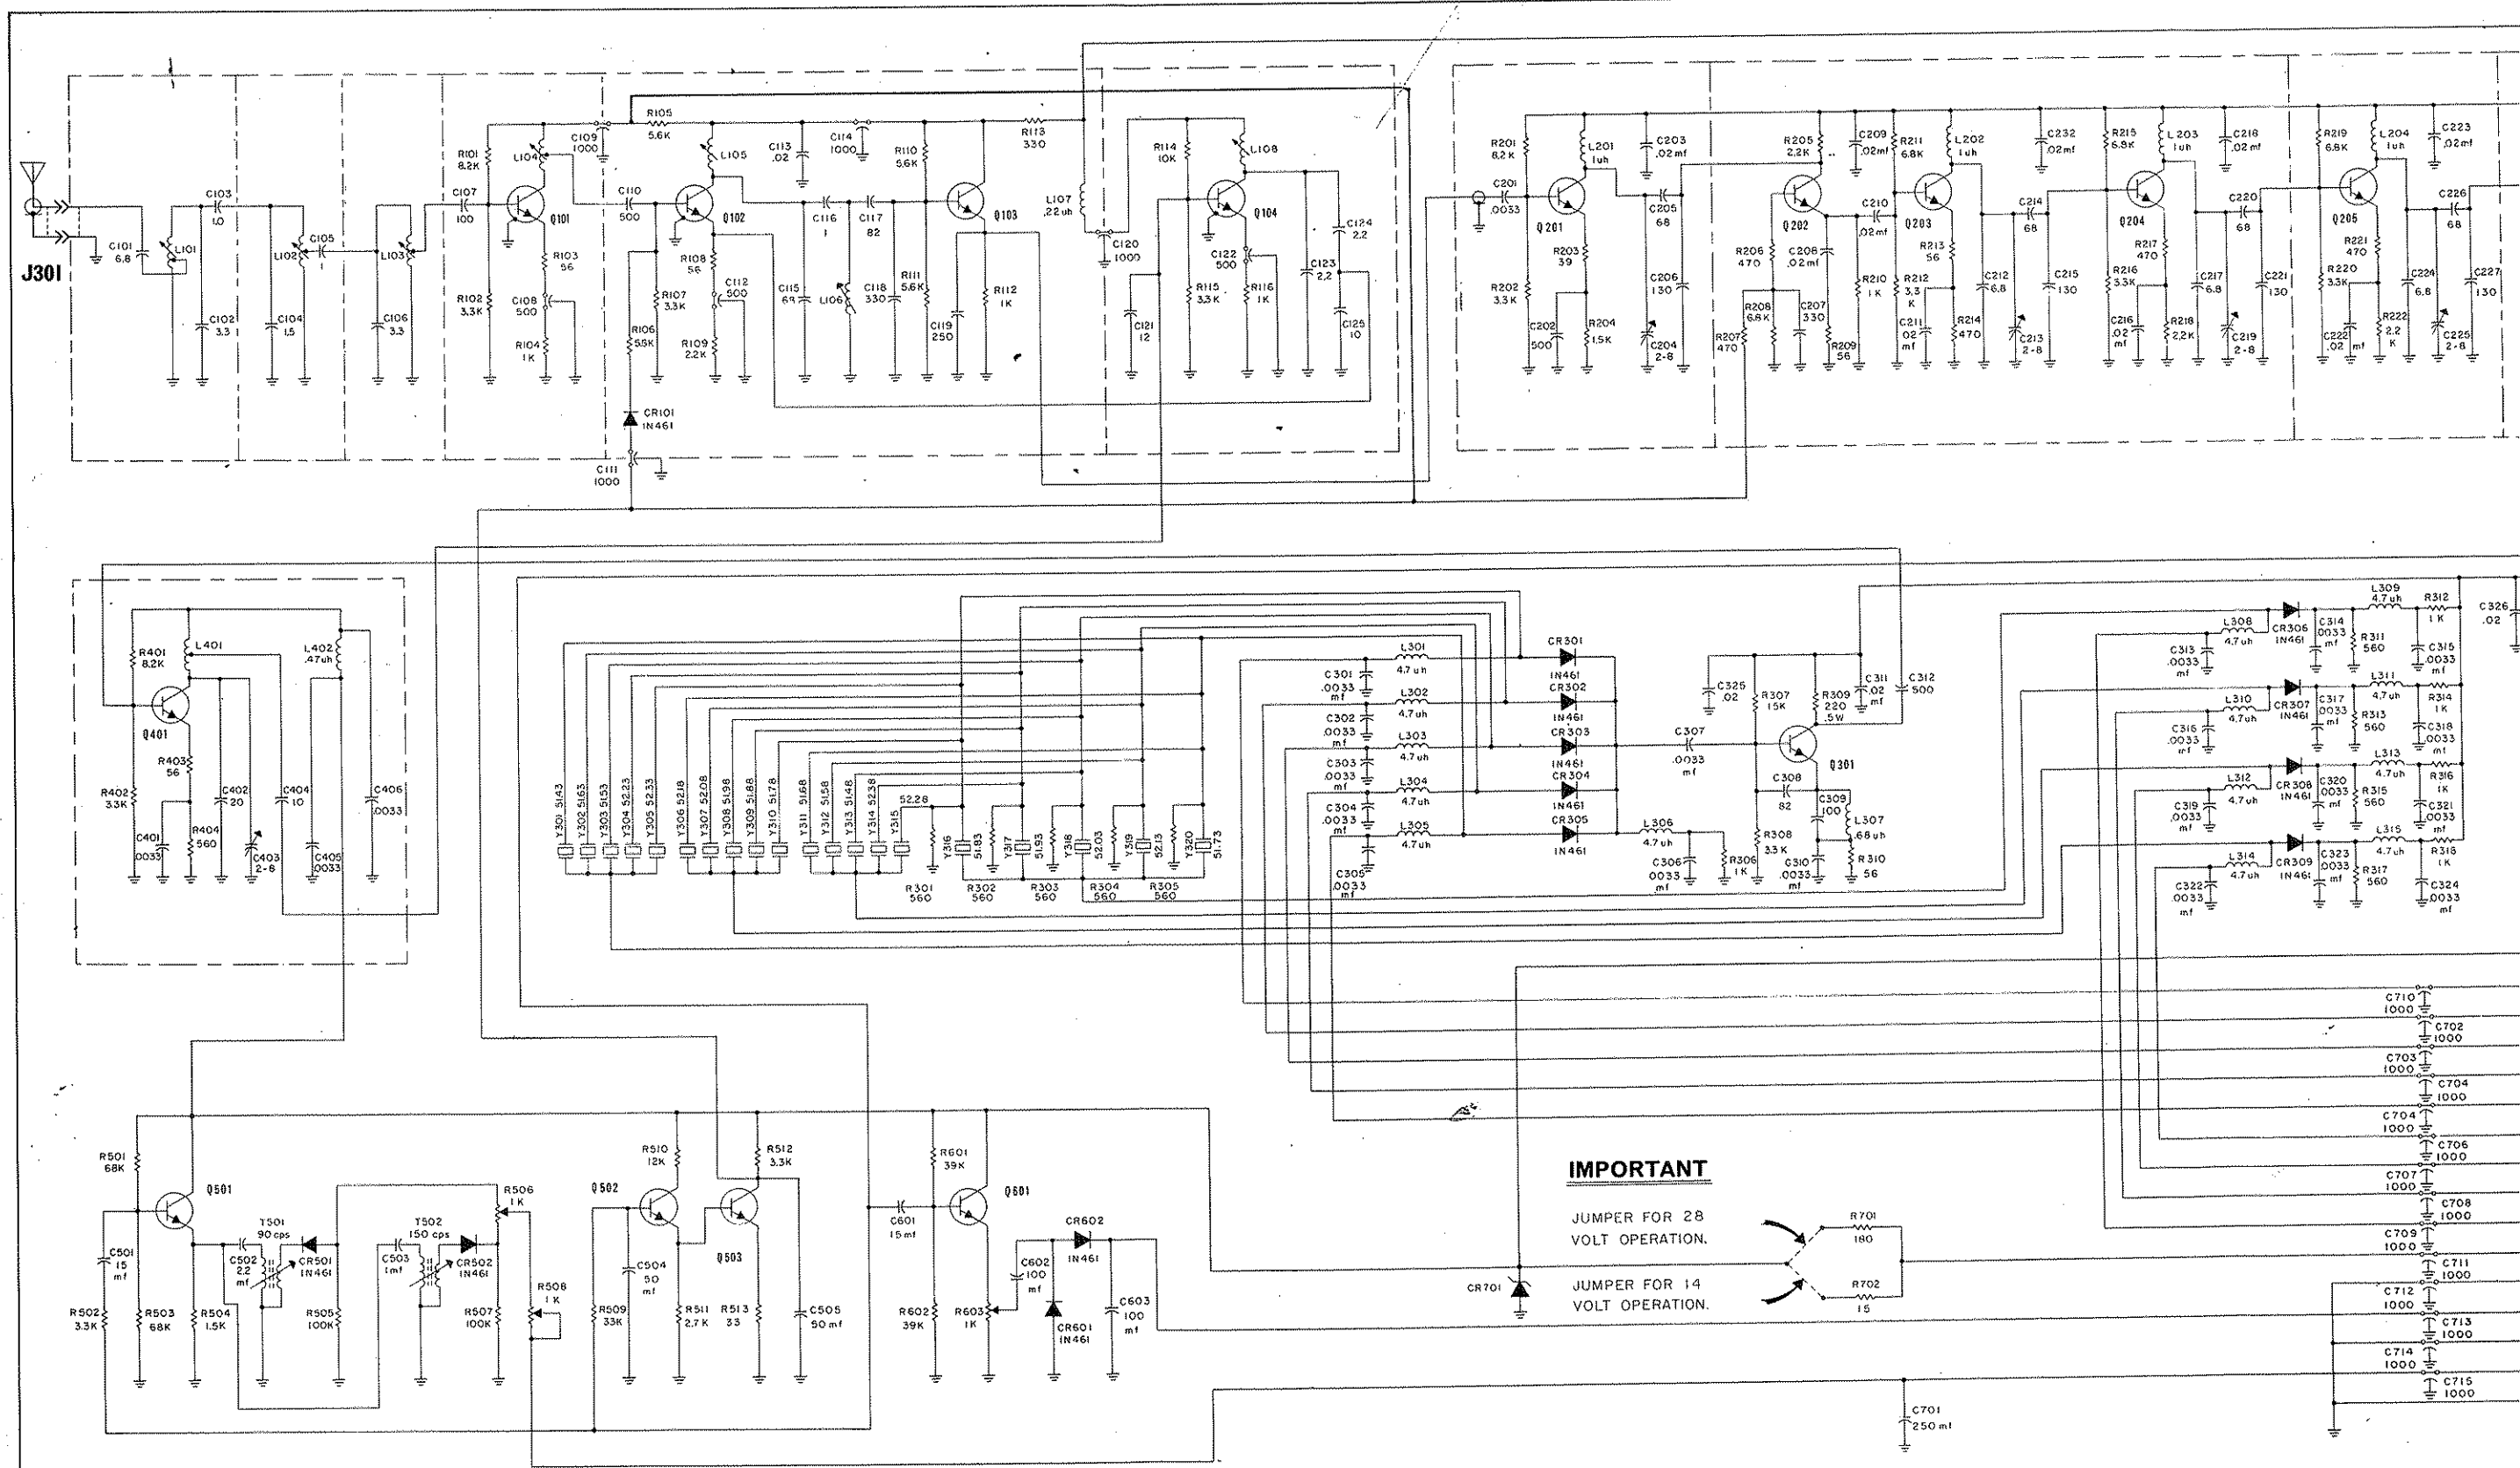 J301
C101
6.8
L101
C102
3.3
C103
1.0
C104
1.5
L102
C105
1
C106
3.3
L103
C107
100
R101
8.2K
R102
3.3K
L104
Q101
R103
56
C108
500
R104
1K
C109
1000
R105
5.6K
C110
500
L105
Q102
R106
5.6K
R107
3.3K
R108
56
C112
500
R109
2.2K
CR101
1N461
C111
1000
C113
.02
C114
1000
C116
1
C117
82
C115
L106
C118
330
R110
5.6K
R111
5.6K
C119
250
Q103
R112
1K
R113
330
L107
.22uh
C120
1000
C121
12
R114
10K
R115
3.3K
L108
Q104
C122
500
R116
1K
C123
2.2
C124
2.2
C125
10
C201
.0033
R201
8.2K
R202
3.3K
L201
1uh
Q201
R203
39
C202
500
R204
1.5K
C203
.02mf
C204
2-8
C205
68
C206
130
R205
2.2K
Q202
R206
470
R207
470
R208
6.8K
C207
330
C208
.02mf
R209
56
C209
.02mf
C210
.02mf
R210
1K
R211
6.8K
R212
3.3
K
L202
1uh
Q203
R213
56
C211
.02
mf
R214
470
C212
6.8
C213
2-8
C232
.02mf
C214
68
C215
130
R215
6.8K
R216
3.3K
L203
1uh
Q204
R217
470
C216
.02
mf
R218
2.2K
C217
6.8
C218
.02mf
C219
2-8
C220
68
C221
130
R219
6.8K
R220
3.3K
L204
1uh
Q205
R221
470
C222
.02 mf
R222
2.2
K
C223
.02mf
C224
6.8
C225
2-8
C226
68
C227
130
R401
8.2K
L401
L402
.47uh
Q401
R402
3.3K
R403
56
C401
.0033
R404
560
C402
20
C403
2-8
C404
10
C405
.0033
C406
.0033
Y301 51.43
Y302 51.63
Y303 51.53
Y304 52.23
Y305 52.33
Y306 52.18
Y307 52.08
Y308 51.98
Y309 51.88
Y310 51.78
Y311 51.68
Y312 51.58
Y313 51.48
Y314 52.38
Y315
52.28
Y316
51.83
Y317
51.93
Y318
52.03
Y319
52.13
Y320
51.73
R301
560
R302
560
R303
560
R304
560
R305
560
L301
4.7uh
C301
.0033
mf
L302
4.7uh
C302
.0033
mf
L303
4.7uh
C303
.0033
mf
L304
4.7uh
C304
.0033
mf
L305
4.7uh
C305
.0033
mf
CR301
1N461
CR302
1N461
CR303
1N461
CR304
1N461
CR305
1N461
L306
4.7uh
C306
.0033
mf
R306
1K
C307
.0033
mf
C325
.02
R307
15K
R308
3.3K
R309
220
.5W
C311
.02
mf
C312
500
Q301
C308
82
C309
100
L307
.68uh
C310
.0033
mf
R310
56
L308
4.7uh
C313
.0033
mf
CR306
1N461
C314
.0033
mf
R311
560
L309
4.7uh
R312
1K
C315
.0033
mf
C326
.02
L310
4.7uh
C316
.0033
mf
CR307
1N461
C317
.0033
mf
R313
560
L311
4.7uh
R314
1K
C318
.0033
mf
L312
4.7uh
C319
.0033
mf
CR308
1N461
C320
.0033
mf
R315
560
L313
4.7uh
R316
1K
C321
.0033
mf
L314
4.7uh
C322
.0033
mf
CR309
1N461
C323
.0033
mf
R317
560
L315
4.7uh
R318
1K
C324
.0033
mf
R501
68K
Q501
C501
15
mf
R502
3.3K
R503
68K
R504
1.5K
T501
90 cps
C502
2.2
mf
CR501
1N461
R505
100K
T502
150 cps
C503
1mf
CR502
1N461
R506
1K
R507
100K
R508
1K
R509
33K
Q502
C504
50
mf
R510
12K
R511
2.7K
Q503
R512
3.3K
R513
33
C505
50 mf
C601
15mf
R601
39K
R602
39K
Q601
R603
1K
C602
100
mf
CR602
1N461
CR601
1N461
C603
100
mf
IMPORTANT
JUMPER FOR 28
VOLT OPERATION.
JUMPER FOR 14
VOLT OPERATION.
CR701
R701
180
R702
15
C701
250 mf
C710
1000
C702
1000
C703
1000
C704
1000
C704
1000
C706
1000
C707
1000
C708
1000
C709
1000
C711
1000
C712
1000
C713
1000
C714
1000
C715
1000